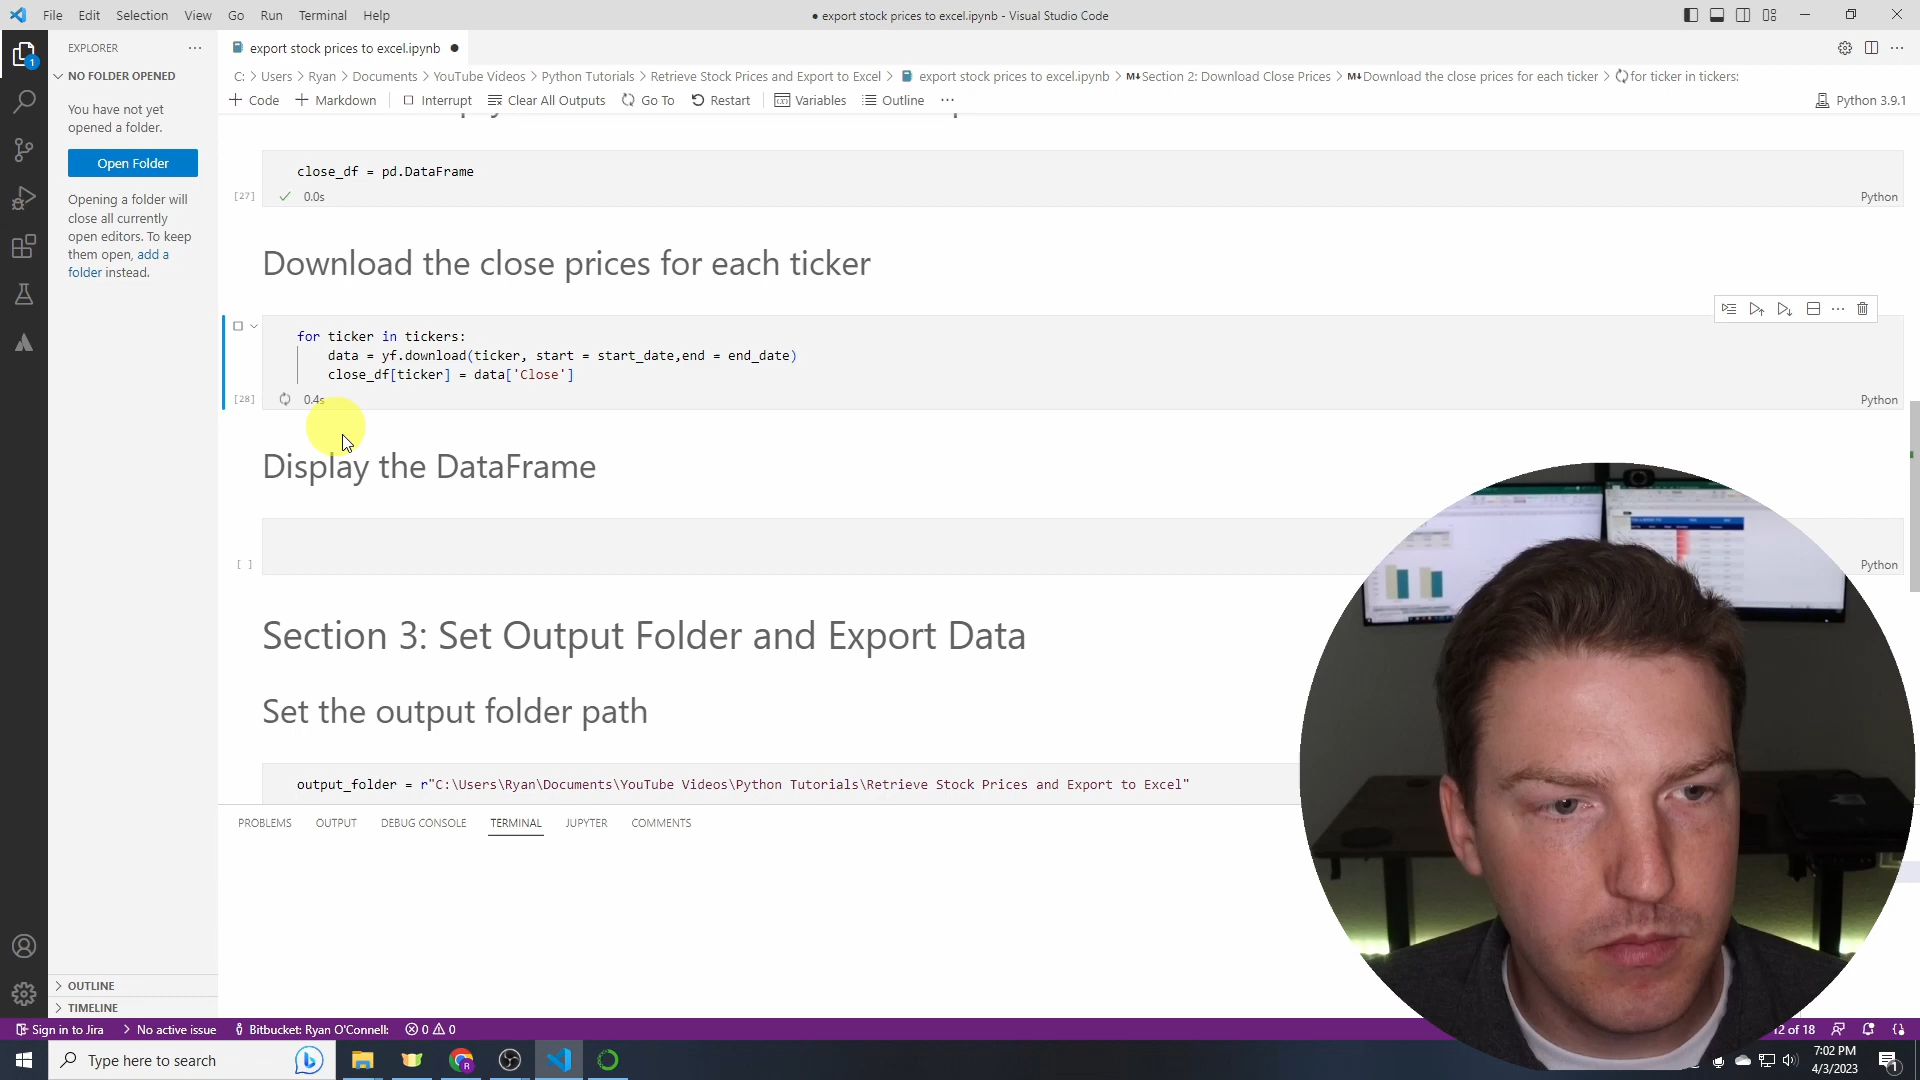 File Edit Selection View Go Run Terminal Help
● export stock prices to excel.ipynb - Visual Studio Code
EXPLORER
NO FOLDER OPENED
You have not yet
opened a folder.
Open Folder
Opening a folder will
close all currently
open editors. To keep
them open, add a
folder instead.
OUTLINE
TIMELINE
export stock prices to excel.ipynb ●
C: > Users > Ryan > Documents > YouTube Videos > Python Tutorials > Retrieve Stock Prices and Export to Excel > export stock prices to excel.ipynb > M↓Section 2: Download Close Prices > M↓Download the close prices for each ticker > for ticker in tickers:
+ Code + Markdown Interrupt Clear All Outputs Go To Restart Variables Outline ···
Python 3.9.1
close_df = pd.DataFrame
[27] 0.0s Python
Download the close prices for each ticker
for ticker in tickers:
data = yf.download(ticker, start = start_date,end = end_date)
close_df[ticker] = data['Close']
[28] 0.4s Python
Display the DataFrame
[ ] Python
Section 3: Set Output Folder and Export Data
Set the output folder path
output_folder = r"C:\Users\Ryan\Documents\YouTube Videos\Python Tutorials\Retrieve Stock Prices and Export to Excel"
PROBLEMS OUTPUT DEBUG CONSOLE TERMINAL JUPYTER COMMENTS
Sign in to Jira No active issue Bitbucket: Ryan O'Connell: 0 0
12 of 18
Type here to search
7:02 PM
4/3/2023